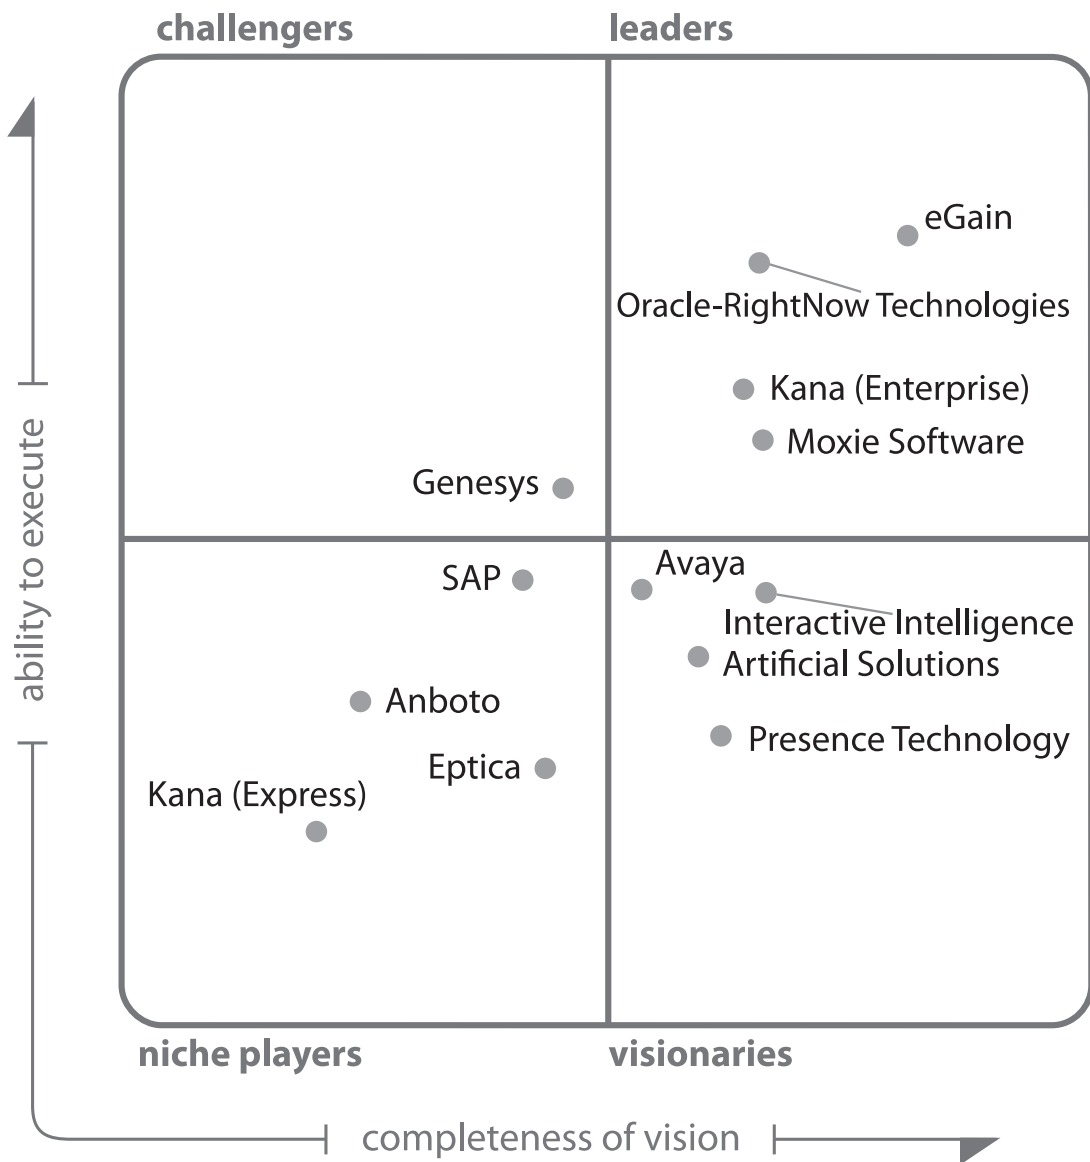 challengers
leaders
eGain
Oracle-RightNow Technologies
Kana (Enterprise)
Moxie Software
Genesys
ability to execute
SAP
Avaya
Interactive Intelligence
Artificial Solutions
Anboto
Presence Technology
Eptica
Kana (Express)
niche players
visionaries
completeness of vision